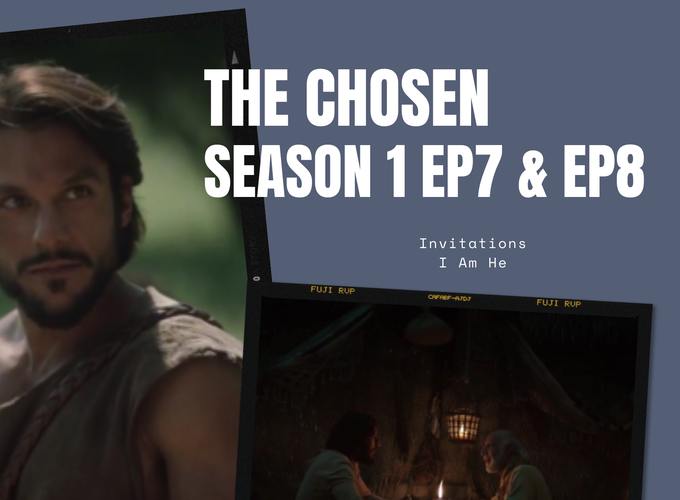 THE CHOSEN
SEASON 1 EP7 & EP8
Invitations
I Am He
FUJI RUP
FUJI RUP